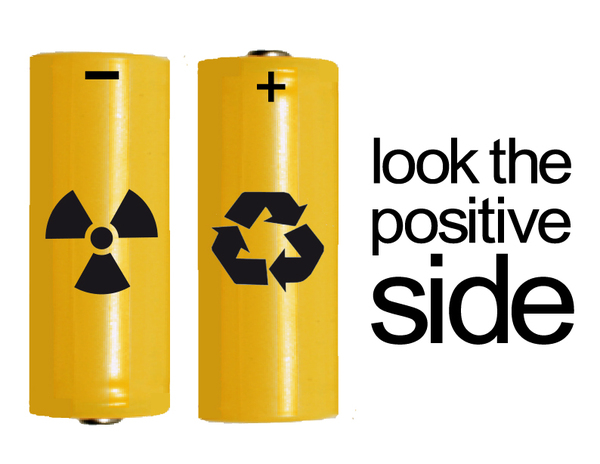 −
+
look the
positive
side